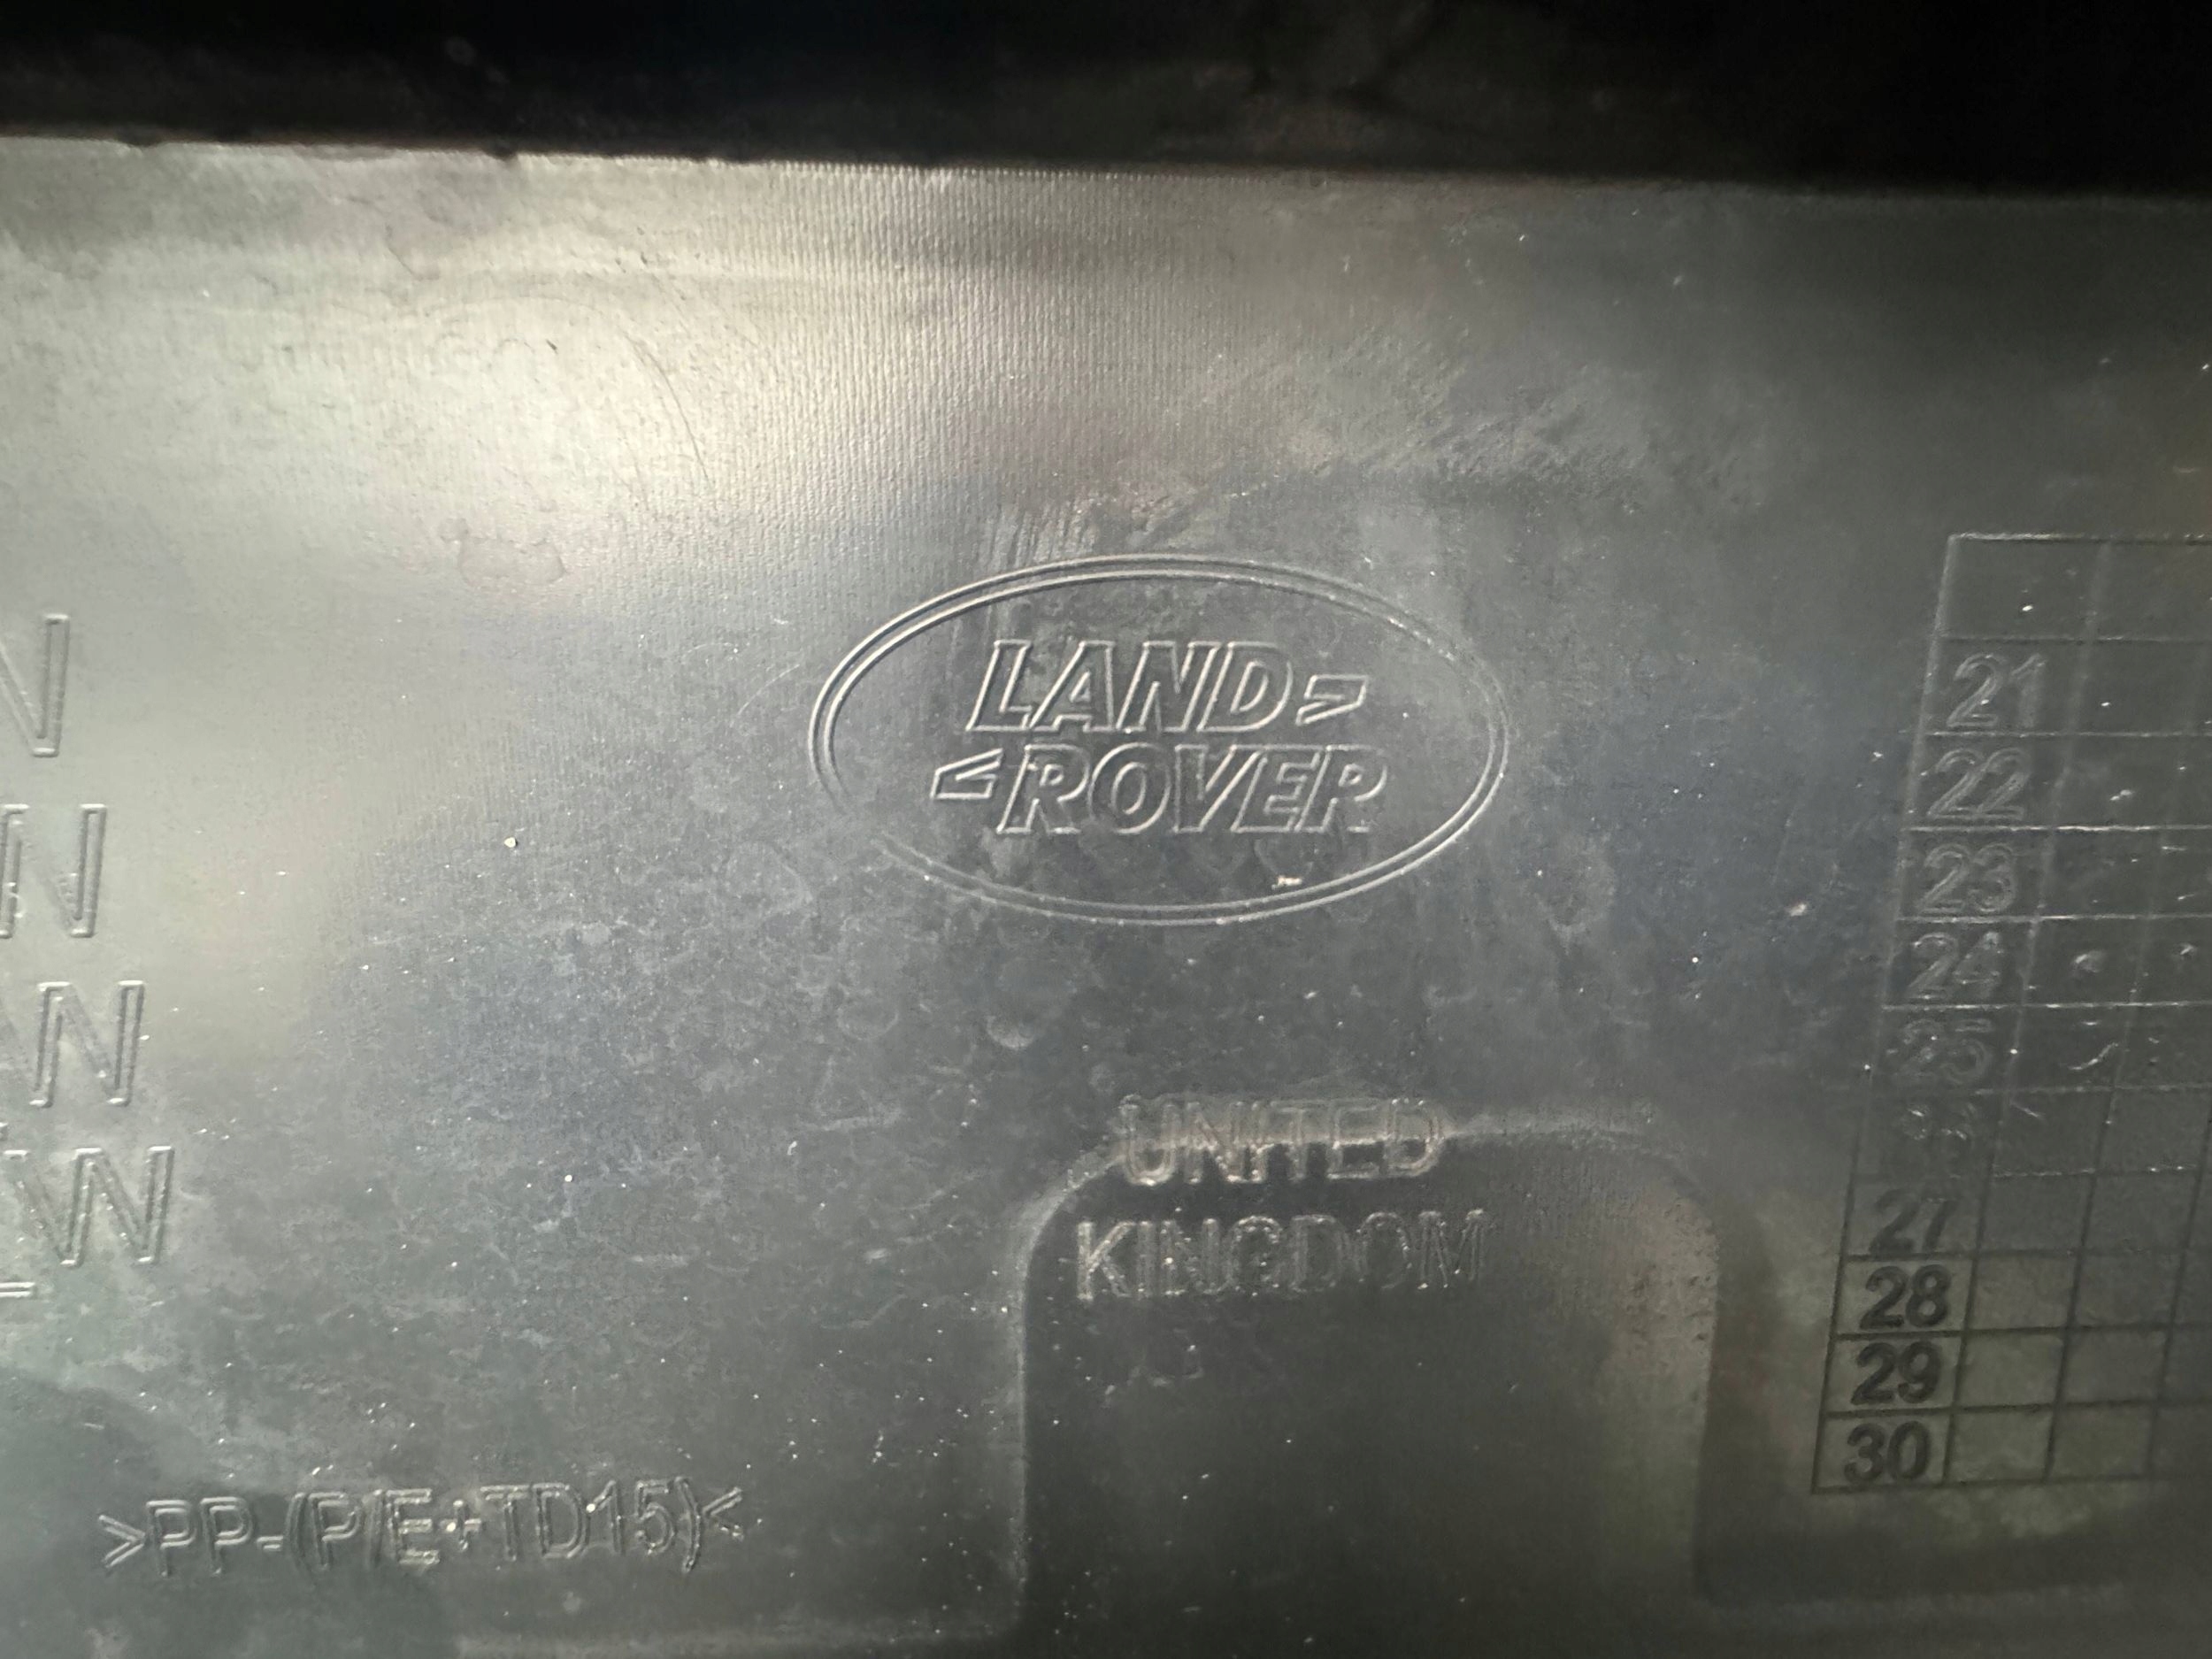 LAND
ROVER
UNITED
KINGDOM
>PP-(P/E+TD15)<
21
22
23
24
25
27
28
29
30